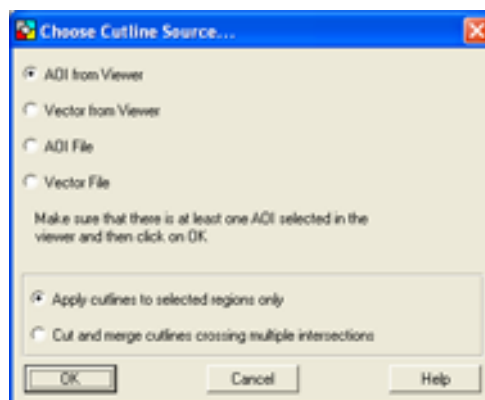 Choose Cutline Source...
AOI from Viewer
Vector from Viewer
AOI File
Vector File
Make sure that there is at least one AOI selected in the
viewer and then click on OK.
Apply cutlines to selected regions only
Cut and merge cutlines crossing multiple intersections
OK Cancel Help